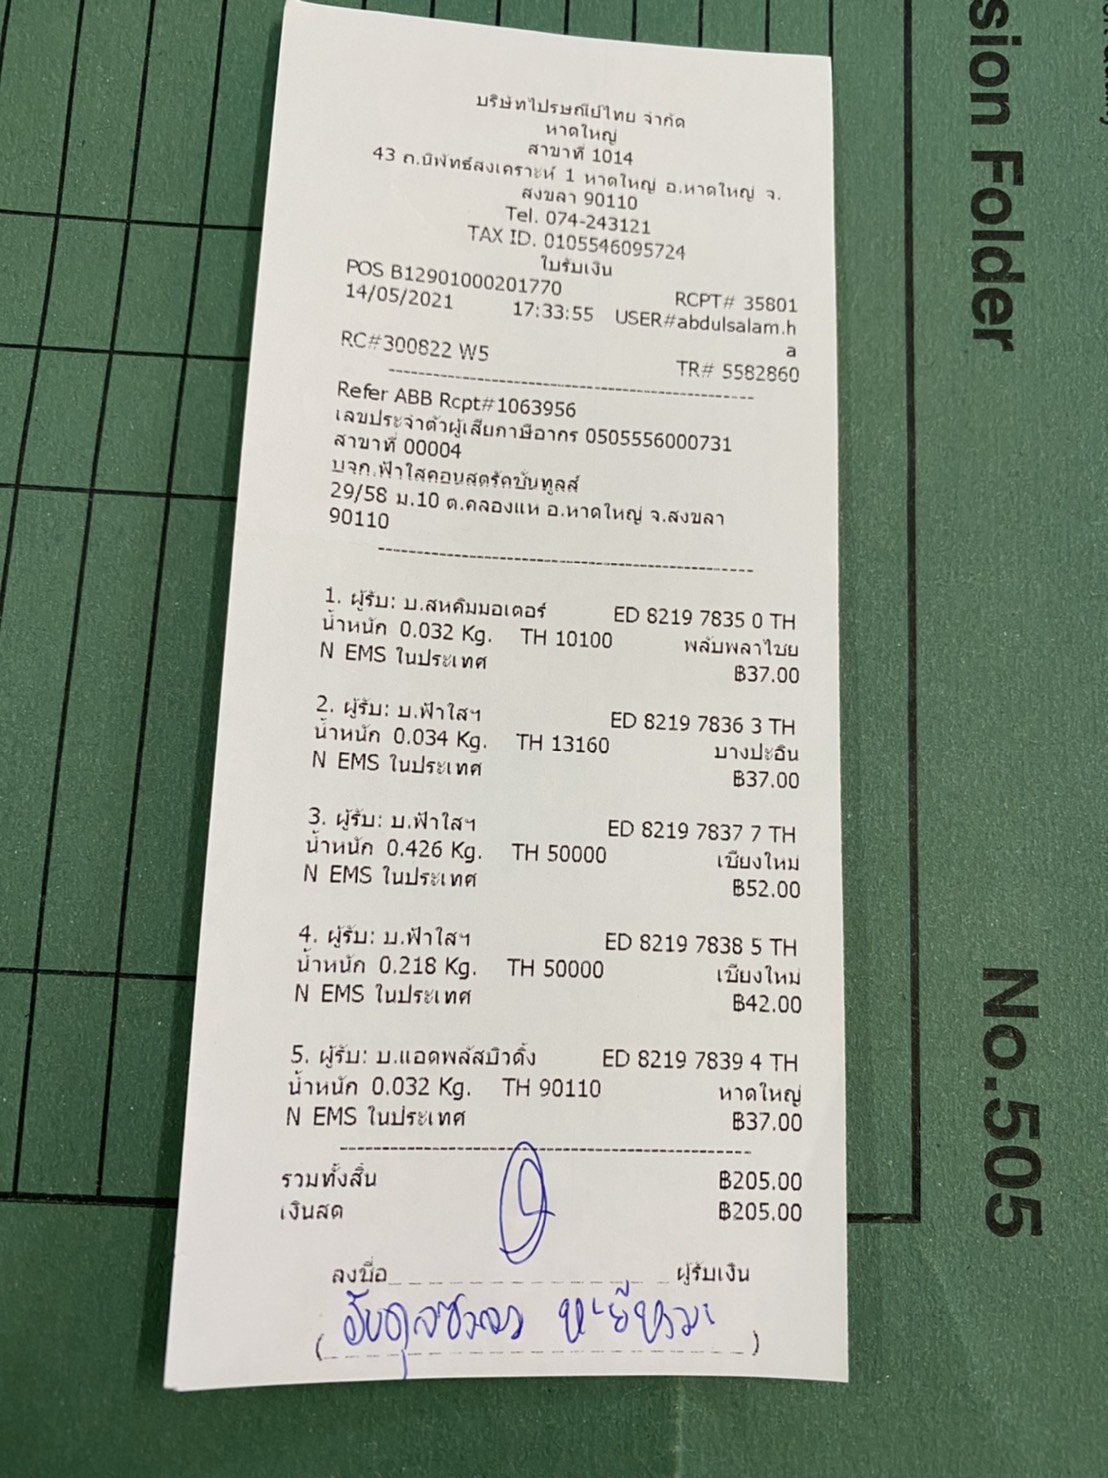 บริษัทไปรษณีย์ไทย จำกัด
หาดใหญ่
สาขาที่ 1014
43 ถ.นิพัทธ์สงเคราะห์ 1 หาดใหญ่ อ.หาดใหญ่ จ.
สงขลา 90110
Tel. 074-243121
TAX ID. 0105546095724
ใบรับเงิน
POS B12901000201770 RCPT# 35801
14/05/2021 17:33:55 USER#abdulsalam.h
a
RC#300822 W5 TR# 5582860
Refer ABB Rcpt#1063956
เลขประจำตัวผู้เสียภาษีอากร 0505556000731
สาขาที่ 00004
บจก.ฟ้าใสคอนสตรัคชั่นทูลส์
29/58 ม.10 ต.คลองแห อ.หาดใหญ่ จ.สงขลา
90110
1. ผู้รับ: บ.สหคิมมอเตอร์ ED 8219 7835 0 TH
น้ำหนัก 0.032 Kg. TH 10100 พลับพลาไชย
N EMS ในประเทศ ฿37.00
2. ผู้รับ: บ.ฟ้าใสฯ ED 8219 7836 3 TH
น้ำหนัก 0.034 Kg. TH 13160 บางปะอิน
N EMS ในประเทศ ฿37.00
3. ผู้รับ: บ.ฟ้าใสฯ ED 8219 7837 7 TH
น้ำหนัก 0.426 Kg. TH 50000 เชียงใหม่
N EMS ในประเทศ ฿52.00
4. ผู้รับ: บ.ฟ้าใสฯ ED 8219 7838 5 TH
น้ำหนัก 0.218 Kg. TH 50000 เชียงใหม่
N EMS ในประเทศ ฿42.00
5. ผู้รับ: บ.แอดพลัสบิวดิ้ง ED 8219 7839 4 TH
น้ำหนัก 0.032 Kg. TH 90110 หาดใหญ่
N EMS ในประเทศ ฿37.00
รวมทั้งสิ้น ฿205.00
เงินสด ฿205.00
ลงชื่อ ผู้รับเงิน
sion Folder
No.505